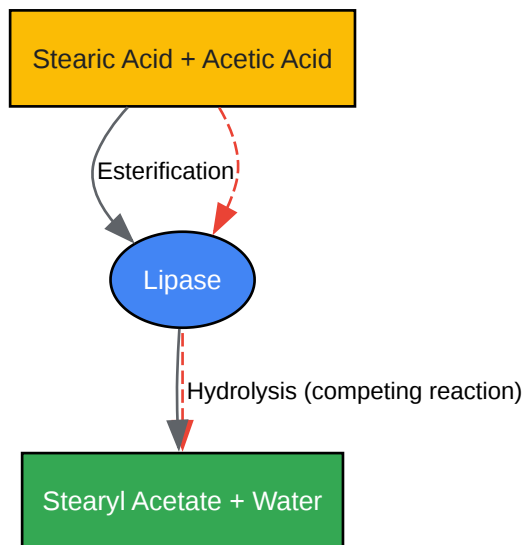 Stearic Acid + Acetic Acid
Esterification
Lipase
Hydrolysis (competing reaction)
Stearyl Acetate + Water